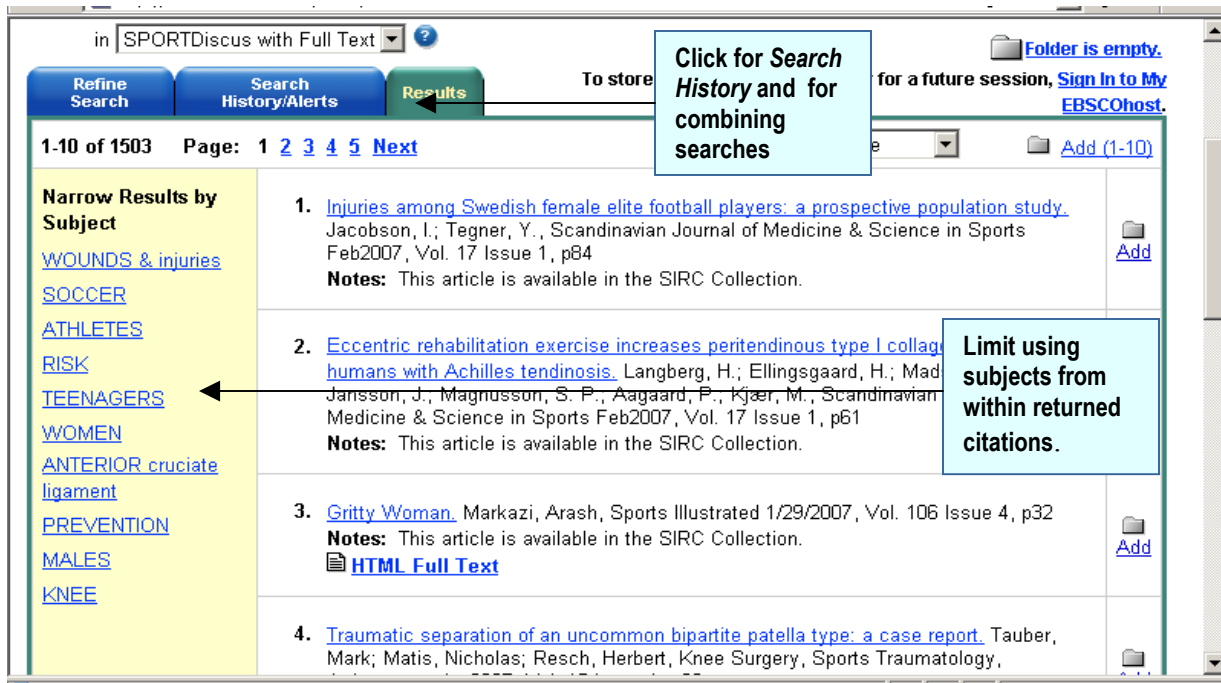 in SPORTDiscus with Full Text
Folder is empty.
Refine Search
Search History/Alerts
Results
To store
for a future session, Sign In to My
EBSCOhost.
Click for Search
History and for
combining
searches
1-10 of 1503 Page: 1 2 3 4 5 Next
Add (1-10)
Narrow Results by
Subject
WOUNDS & injuries
SOCCER
ATHLETES
RISK
TEENAGERS
WOMEN
ANTERIOR cruciate
ligament
PREVENTION
MALES
KNEE
1. Injuries among Swedish female elite football players: a prospective population study.
Jacobson, I.; Tegner, Y., Scandinavian Journal of Medicine & Science in Sports
Feb2007, Vol. 17 Issue 1, p84
Notes: This article is available in the SIRC Collection.
Add
2. Eccentric rehabilitation exercise increases peritendinous type I
humans with Achilles tendinosis. Langberg, H.; Ellingsgaard, H.;
Jansson, J.; Magnusson, S. P.; Aagaard, P.; Kjær, M., Scandinavian
Medicine & Science in Sports Feb2007, Vol. 17 Issue 1, p61
Notes: This article is available in the SIRC Collection.
Limit using
subjects from
within returned
citations.
3. Gritty Woman. Markazi, Arash, Sports Illustrated 1/29/2007, Vol. 106 Issue 4, p32
Notes: This article is available in the SIRC Collection.
HTML Full Text
Add
4. Traumatic separation of an uncommon bipartite patella type: a case report. Tauber,
Mark; Matis, Nicholas; Resch, Herbert, Knee Surgery, Sports Traumatology,